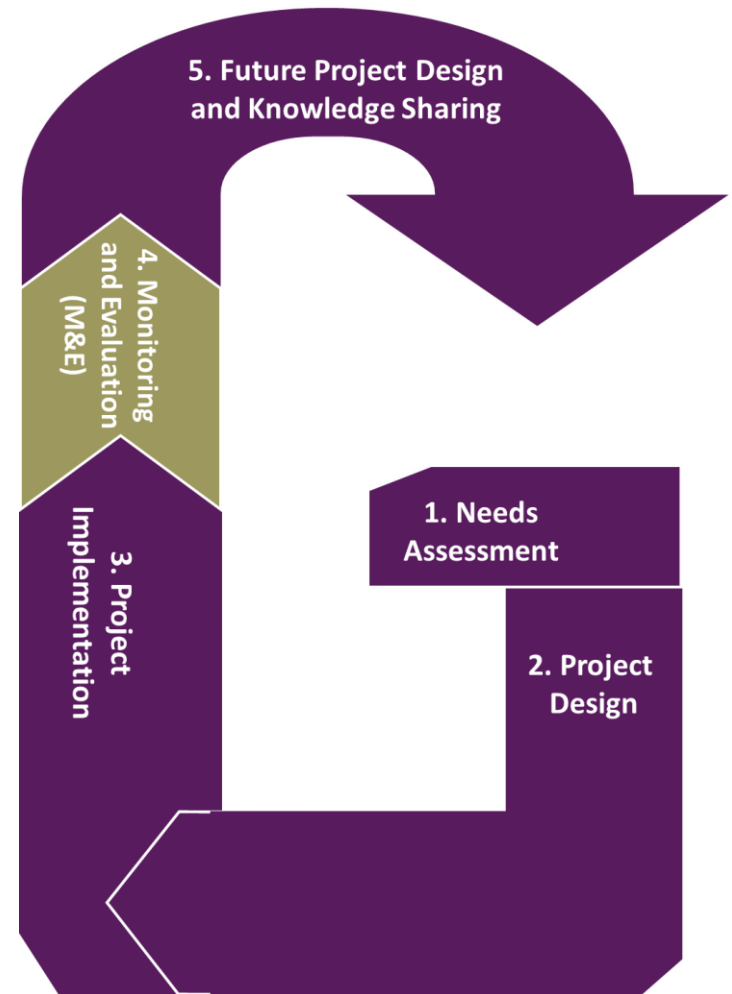 5. Future Project Design
and Knowledge Sharing
4. Monitoring
and Evaluation
(M&E)
3. Project
Implementation
1. Needs
Assessment
2. Project
Design